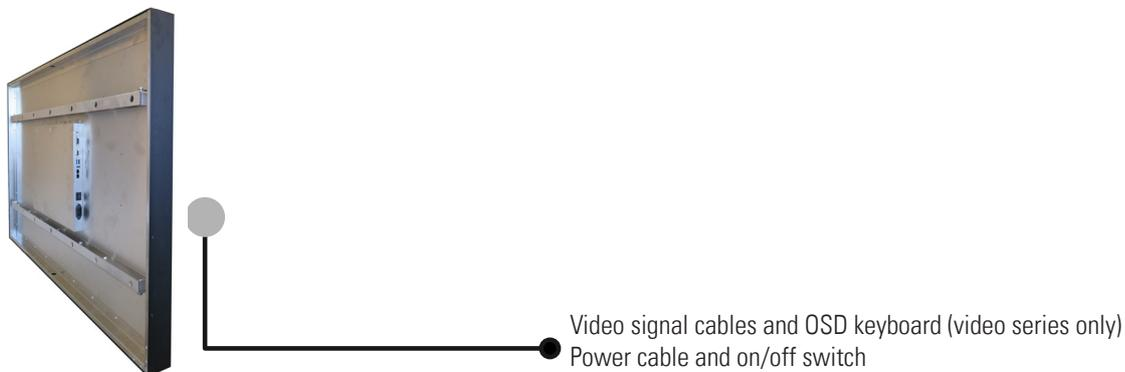 Video signal cables and OSD keyboard (video series only)
Power cable and on/off switch